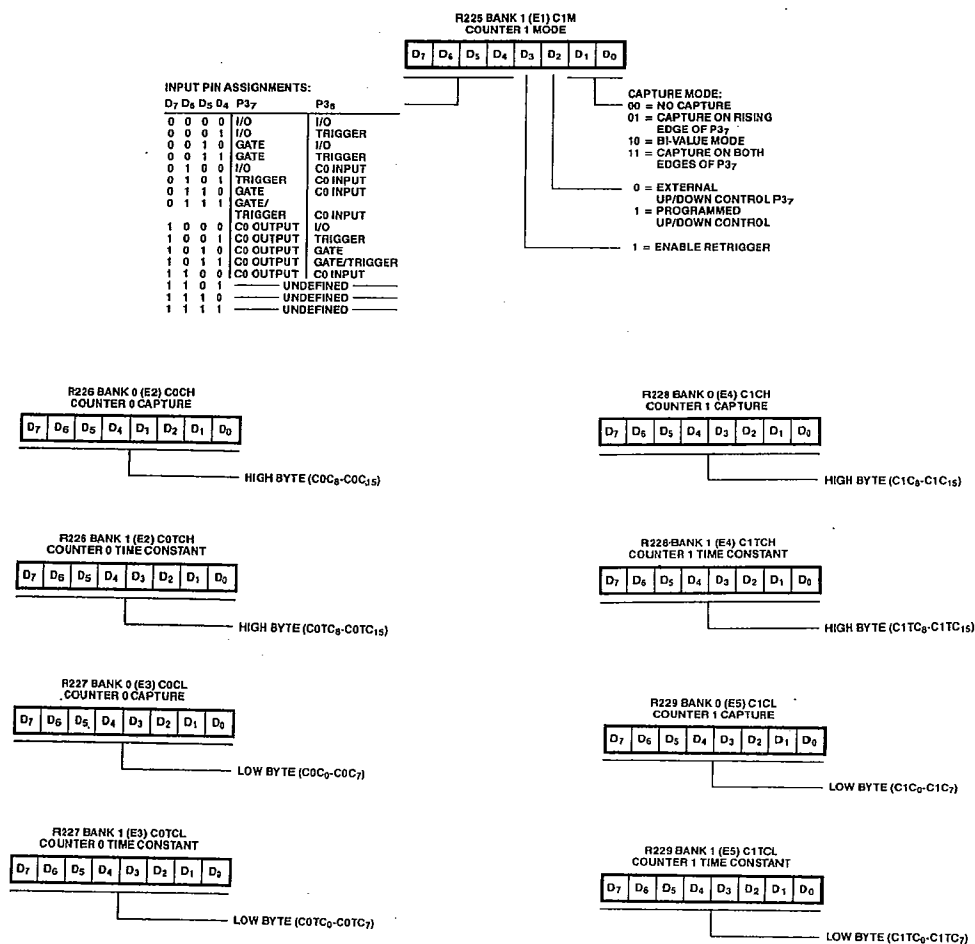 R225 BANK 1 (E1) C1M
COUNTER 1 MODE
D7 D6 D5 D4 D3 D2 D1 D0
INPUT PIN ASSIGNMENTS:
D7 D6 D5 D4 P37 P36
0 0 0 0 I/O I/O
0 0 0 1 I/O TRIGGER
0 0 1 0 GATE I/O
0 0 1 1 GATE TRIGGER
0 1 0 0 I/O C0 INPUT
0 1 0 1 TRIGGER C0 INPUT
0 1 1 0 GATE C0 INPUT
0 1 1 1 GATE/
TRIGGER C0 INPUT
1 0 0 0 C0 OUTPUT I/O
1 0 0 1 C0 OUTPUT TRIGGER
1 0 1 0 C0 OUTPUT GATE
1 0 1 1 C0 OUTPUT GATE/TRIGGER
1 1 0 0 C0 OUTPUT C0 INPUT
1 1 0 1 UNDEFINED
1 1 1 0 UNDEFINED
1 1 1 1 UNDEFINED
CAPTURE MODE:
00 = NO CAPTURE
01 = CAPTURE ON RISING
EDGE OF P37
10 = BI-VALUE MODE
11 = CAPTURE ON BOTH
EDGES OF P37
0 = EXTERNAL
UP/DOWN CONTROL P37
1 = PROGRAMMED
UP/DOWN CONTROL
1 = ENABLE RETRIGGER
R226 BANK 0 (E2) C0CH
COUNTER 0 CAPTURE
D7 D6 D5 D4 D1 D2 D1 D0
HIGH BYTE (C0C8-C0C15)
R228 BANK 0 (E4) C1CH
COUNTER 1 CAPTURE
D7 D6 D5 D4 D3 D2 D1 D0
HIGH BYTE (C1C8-C1C15)
R226 BANK 1 (E2) C0TCH
COUNTER 0 TIME CONSTANT
D7 D6 D5 D4 D3 D2 D1 D0
HIGH BYTE (C0TC8-C0TC15)
R228 BANK 1 (E4) C1TCH
COUNTER 1 TIME CONSTANT
D7 D6 D5 D4 D3 D2 D1 D0
HIGH BYTE (C1TC8-C1TC15)
R227 BANK 0 (E3) C0CL
COUNTER 0 CAPTURE
D7 D6 D5 D4 D3 D2 D1 D0
LOW BYTE (C0C0-C0C7)
R229 BANK 0 (E5) C1CL
COUNTER 1 CAPTURE
D7 D6 D5 D4 D3 D2 D1 D0
LOW BYTE (C1C0-C1C7)
R227 BANK 1 (E3) C0TCL
COUNTER 0 TIME CONSTANT
D7 D6 D5 D4 D3 D2 D1 D0
LOW BYTE (C0TC0-C0TC7)
R229 BANK 1 (E5) C1TCL
COUNTER 1 TIME CONSTANT
D7 D6 D5 D4 D3 D2 D1 D0
LOW BYTE (C1TC0-C1TC7)